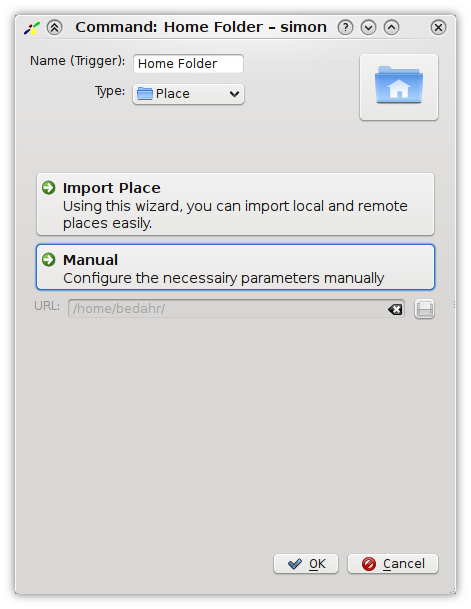 Command: Home Folder – simon
Name (Trigger): Home Folder
Type: Place
Import Place
Using this wizard, you can import local and remote
places easily.
Manual
Configure the necessairy parameters manually
URL: /home/bedahr/
OK Cancel